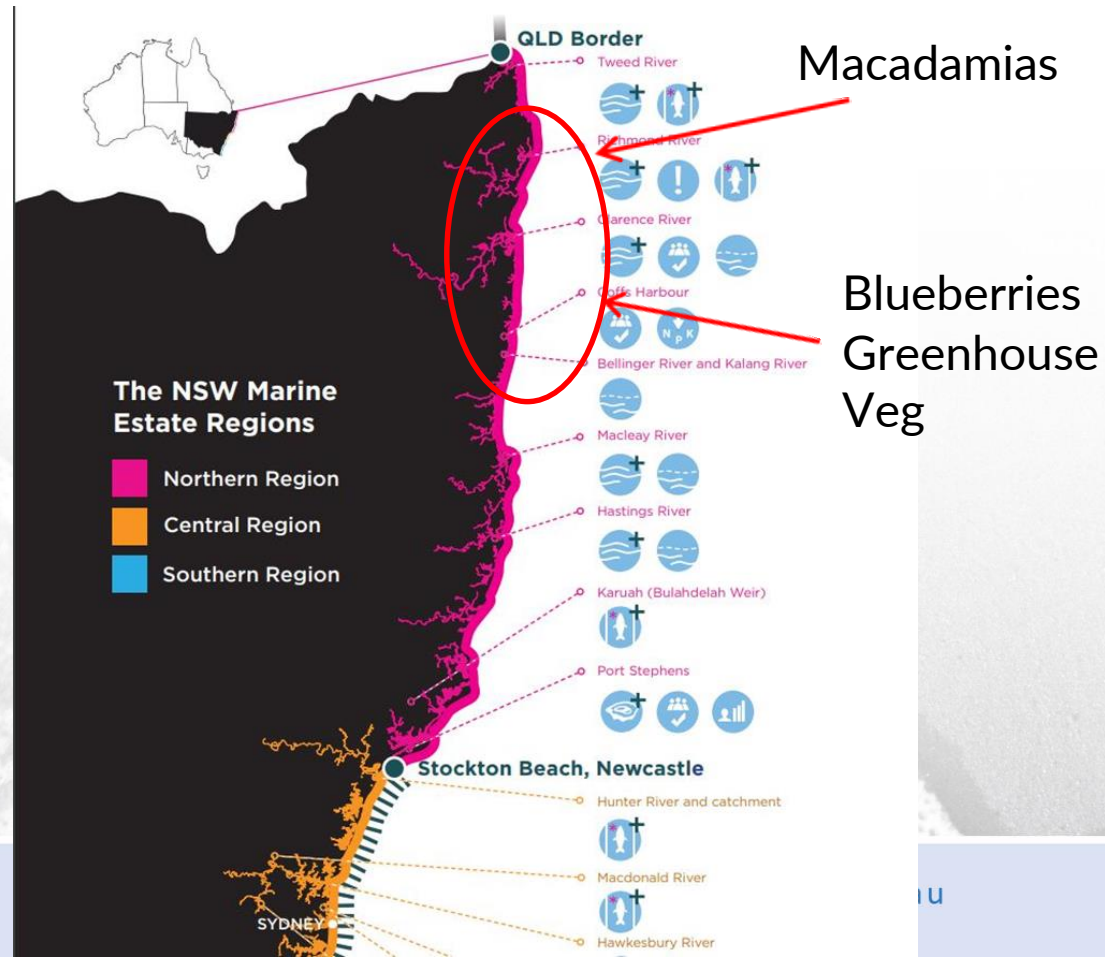 QLD Border
Tweed River
Macadamias
Richmond River
Clarence River
Coffs Harbour
N P K
Blueberries
Greenhouse
Veg
Bellinger River and Kalang River
The NSW Marine
Estate Regions
Northern Region
Central Region
Southern Region
Macleay River
Hastings River
Karuah (Bulahdelah Weir)
Port Stephens
Stockton Beach, Newcastle
Hunter River and catchment
Macdonald River
SYDNEY
Hawkesbury River